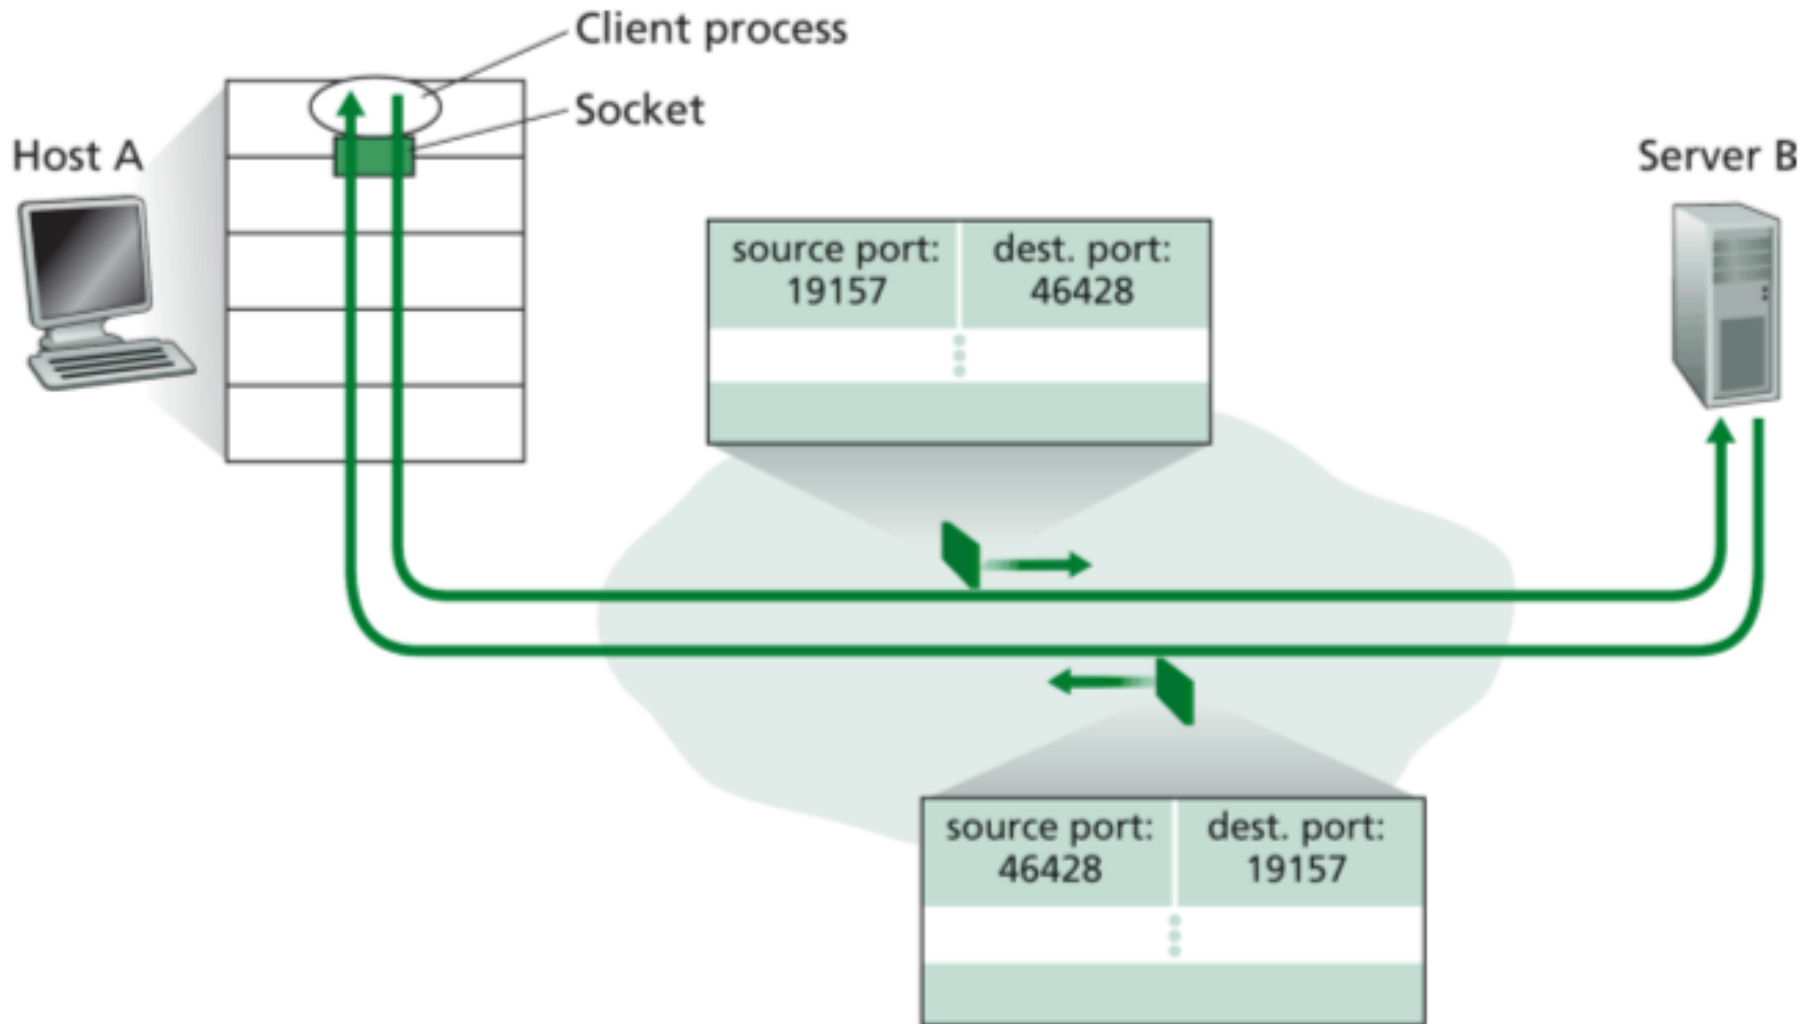 Client process
Socket
Host A
Server B
source port:
19157
dest. port:
46428
source port:
46428
dest. port:
19157